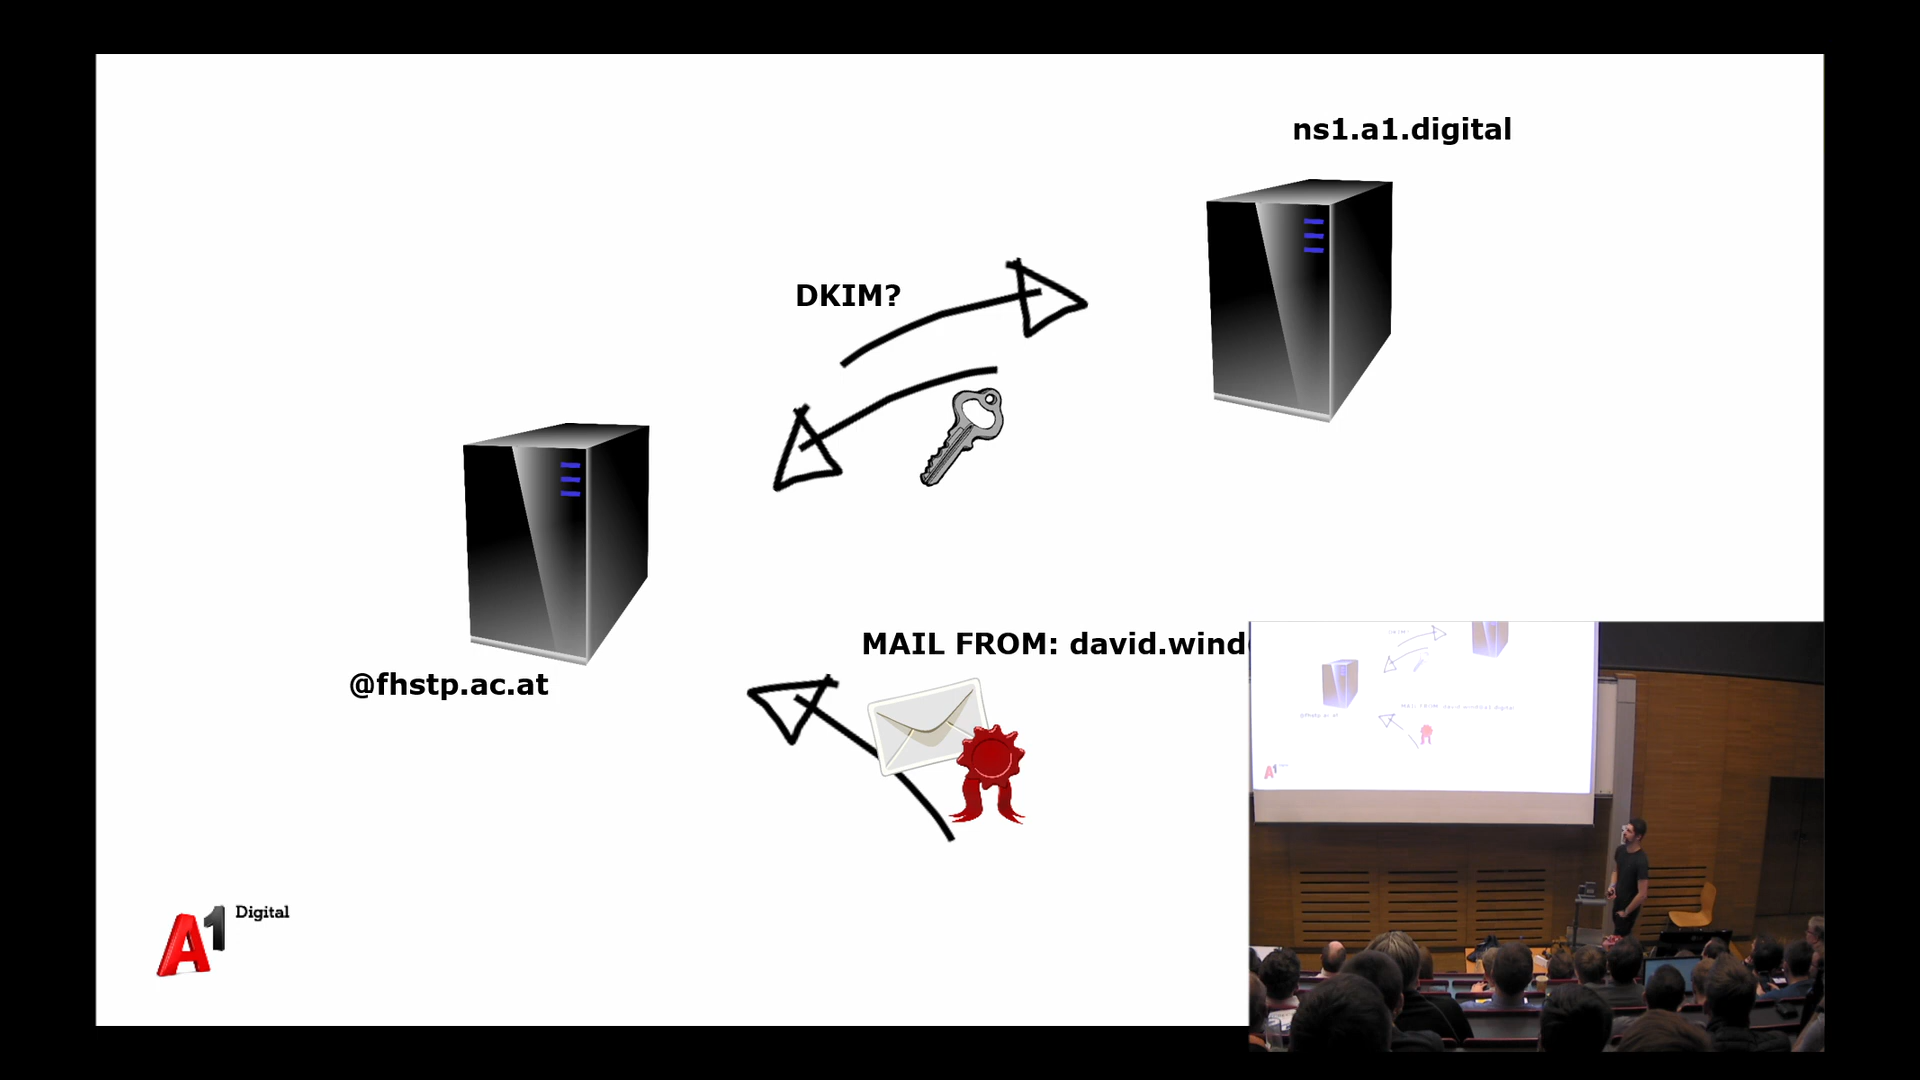 ns1.a1.digital
DKIM?
MAIL FROM: david.wind
@fhstp.ac.at
A1 Digital